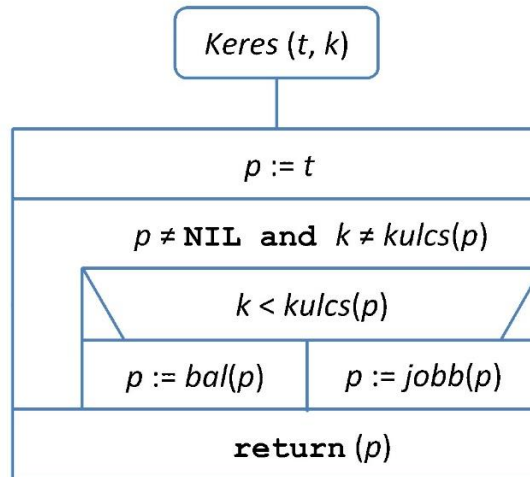 Keres (t, k)
p := t
p ≠ NIL and k ≠ kulcs(p)
k < kulcs(p)
p := bal(p) p := jobb(p)
return (p)